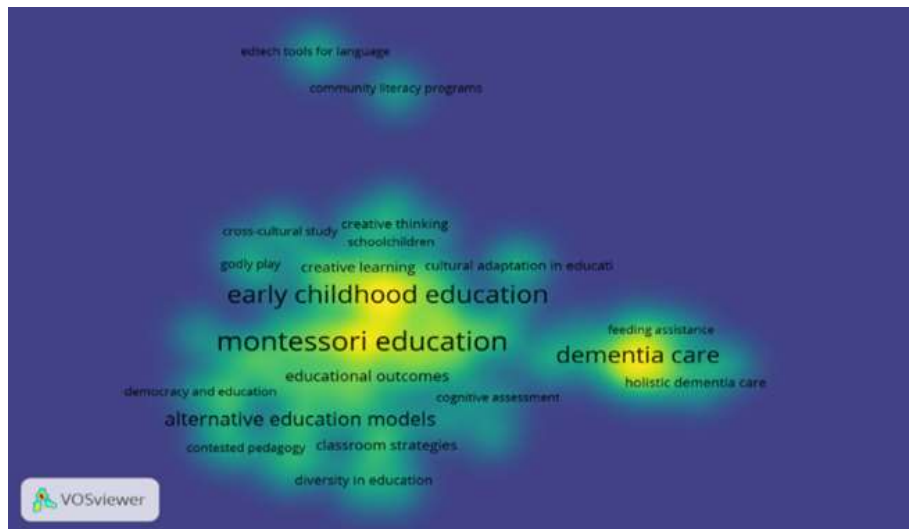 edtech tools for language
community literacy programs
cross-cultural study
creative thinking
schoolchildren
godly play
creative learning
cultural adaptation in educati
early childhood education
montessori education
feeding assistance
dementia care
educational outcomes
holistic dementia care
democracy and education
cognitive assessment
alternative education models
contested pedagogy
classroom strategies
diversity in education
VOSviewer